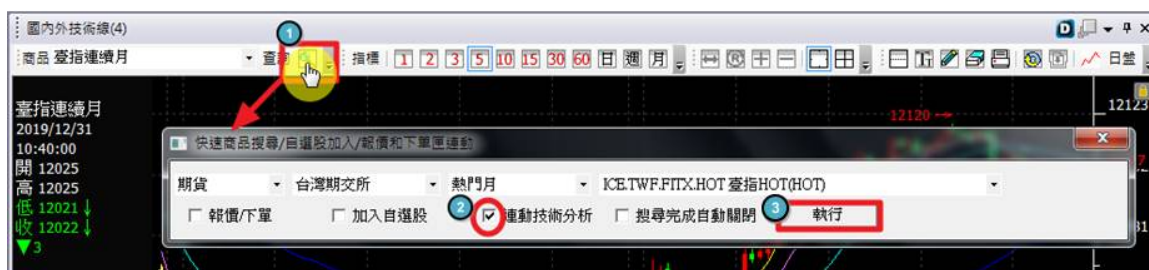 國內外技術線(4)
1
商品 臺指連續月 查詢 指標 1 2 3 5 10 15 30 60 日 週 月 日盤
臺指連續月
2019/12/31
10:40:00
開 12025
高 12025
低 12021↓
收 12022↓
▼3
12120
12123
快速商品搜尋/自選股加入/報價和下單匣連動
期貨 台灣期交所 熱門月 ICE.TWF.FITX.HOT 臺指HOT(HOT)
報價/下單 加入自選股 2 連動技術分析 搜尋完成自動關閉 3 執行